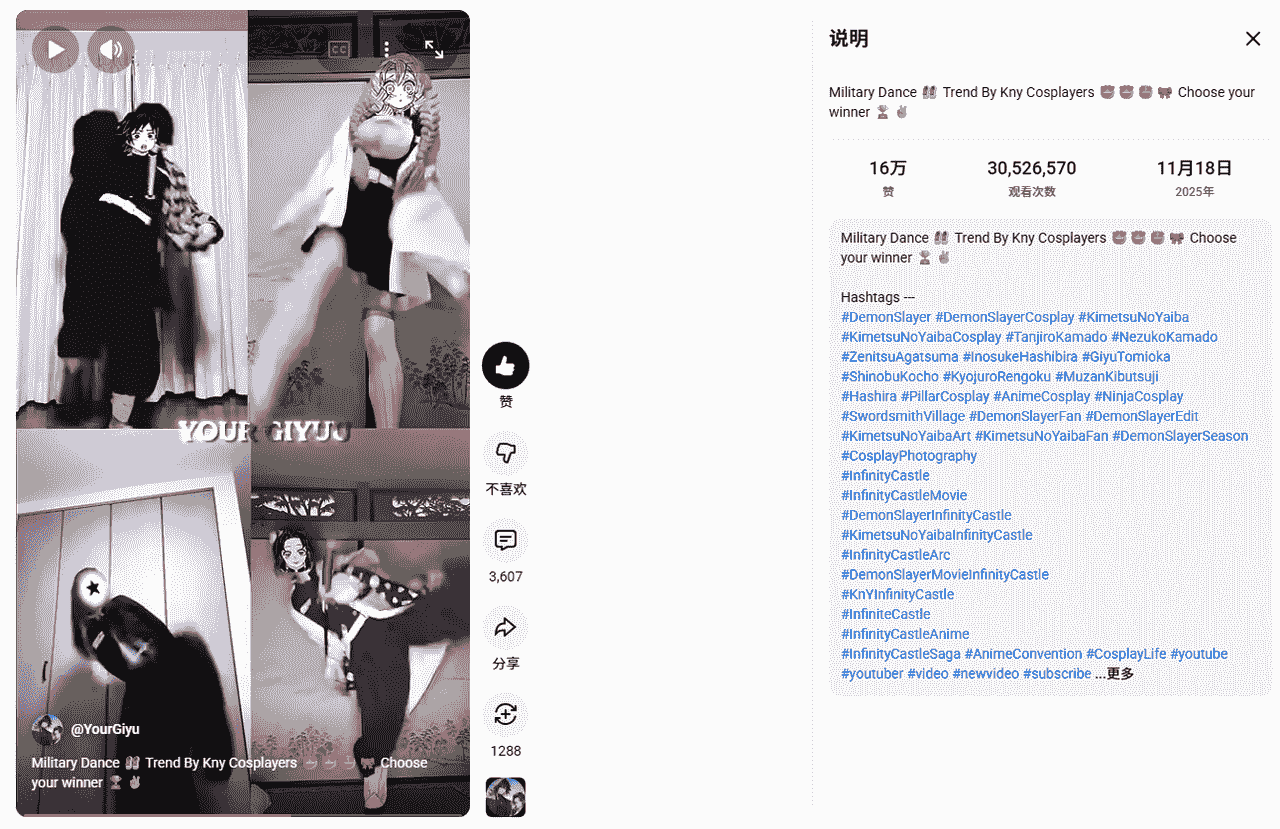 CC
YOUR GIYUU
@YourGiyu
Military Dance 🩰 Trend By Kny Cosplayers 🍵🍵🍵🎀 Choose
your winner 🏆✌️
赞
不喜欢
3,607
分享
1288
说明
Military Dance 🩰 Trend By Kny Cosplayers 🍵🍵🍵🎀 Choose your
winner 🏆✌️
16万
赞
30,526,570
观看次数
11月18日
2025年
Military Dance 🩰 Trend By Kny Cosplayers 🍵🍵🍵🎀 Choose
your winner 🏆✌️
Hashtags ---
#DemonSlayer #DemonSlayerCosplay #KimetsuNoYaiba
#KimetsuNoYaibaCosplay #TanjiroKamado #NezukoKamado
#ZenitsuAgatsuma #InosukeHashibira #GiyuTomioka
#ShinobuKocho #KyojuroRengoku #MuzanKibutsuji
#Hashira #PillarCosplay #AnimeCosplay #NinjaCosplay
#SwordsmithVillage #DemonSlayerFan #DemonSlayerEdit
#KimetsuNoYaibaArt #KimetsuNoYaibaFan #DemonSlayerSeason
#CosplayPhotography
#InfinityCastle
#InfinityCastleMovie
#DemonSlayerInfinityCastle
#KimetsuNoYaibaInfinityCastle
#InfinityCastleArc
#DemonSlayerMovieInfinityCastle
#KnYInfinityCastle
#InfiniteCastle
#InfinityCastleAnime
#InfinityCastleSaga #AnimeConvention #CosplayLife #youtube
#youtuber #video #newvideo #subscribe ...更多